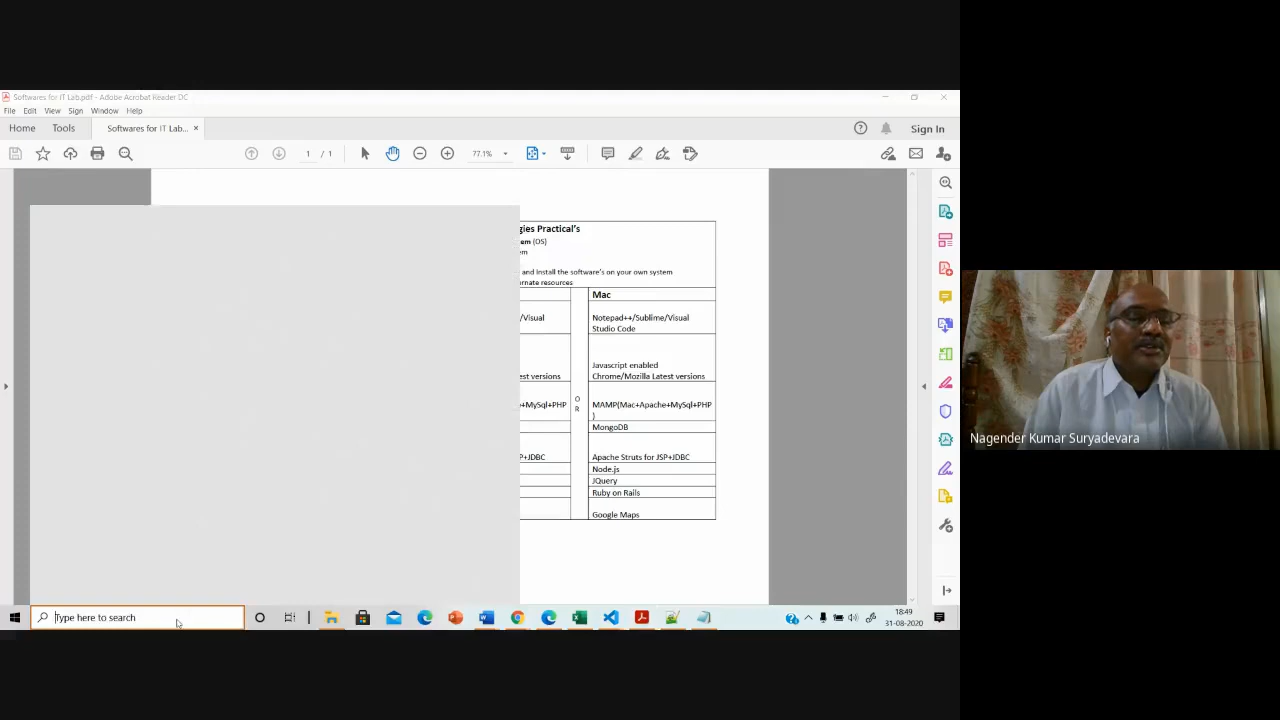 Softwares for IT Lab.pdf - Adobe Acrobat Reader DC
File Edit View Sign Window Help
Home Tools Softwares for IT Lab... × Sign In
1 / 1 77.1%
gies Practical's
em (OS)
em
and Install the software's on your own system
ernate resources
Mac
/Visual
Notepad++/Sublime/Visual
Studio Code
est versions
Javascript enabled
Chrome/Mozilla Latest versions
O
R
+MySql+PHP
MAMP(Mac+Apache+MySql+PHP
)
MongoDB
P+JDBC
Apache Struts for JSP+JDBC
Node.js
JQuery
Ruby on Rails
Google Maps
Nagender Kumar Suryadevara
Type here to search
18:49
31-08-2020